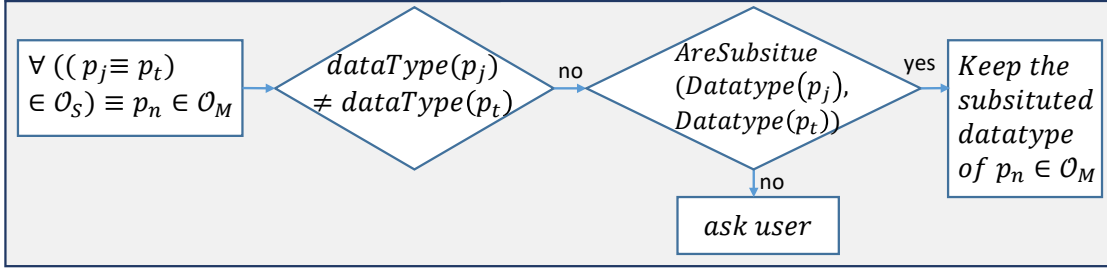 ∀ (( p_j ≡ p_t)
∈ 𝒪_S) ≡ p_n ∈ 𝒪_M
dataType(p_j)
≠ dataType(p_t)
no
AreSubsitue
(Datatype(p_j),
Datatype(p_t))
yes
Keep the
subsituted
datatype
of p_n ∈ 𝒪_M
no
ask user